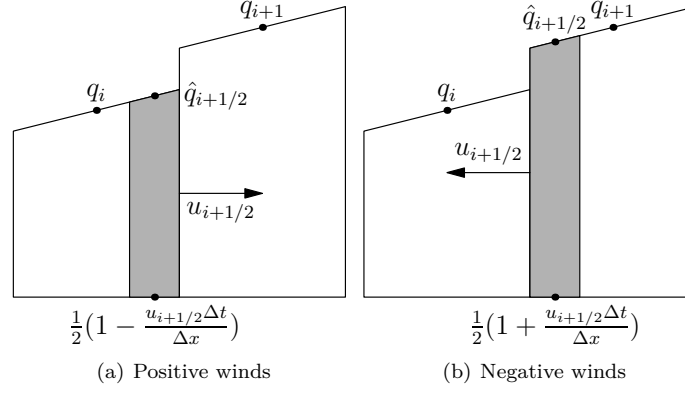 q_{i+1}
q_i
\hat{q}_{i+1/2}
u_{i+1/2}
\frac{1}{2}(1 - \frac{u_{i+1/2}\Delta t}{\Delta x})
(a) Positive winds
\hat{q}_{i+1/2} q_{i+1}
q_i
u_{i+1/2}
\frac{1}{2}(1 + \frac{u_{i+1/2}\Delta t}{\Delta x})
(b) Negative winds